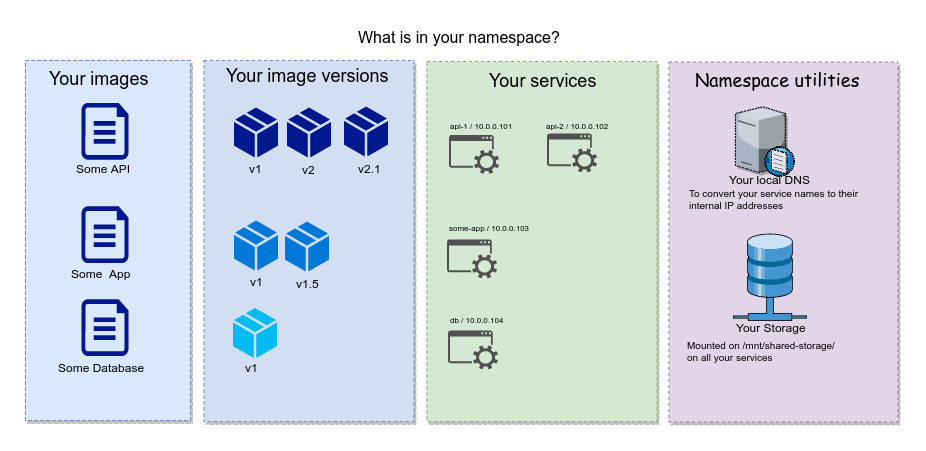 What is in your namespace?
Your images
Some API
Some App
Some Database
Your image versions
v1
v2
v2.1
v1
v1.5
v1
Your services
api-1 / 10.0.0.101
api-2 / 10.0.0.102
some-app / 10.0.0.103
db / 10.0.0.104
Namespace utilities
Your local DNS
To convert your service names to their
internal IP addresses
Your Storage
Mounted on /mnt/shared-storage/
on all your services